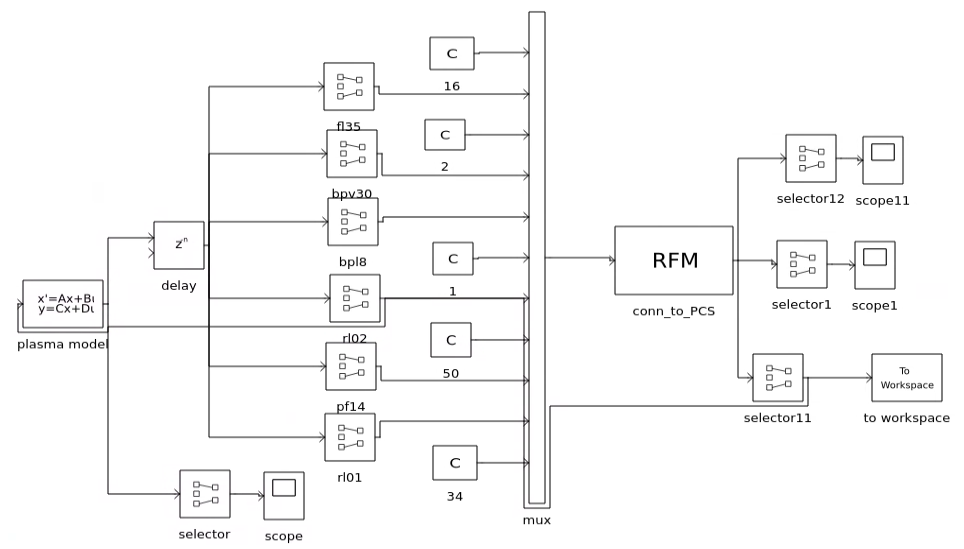 C
16
fl35
C
2
bpv30
bpl8
z^n
delay
C
1
x'=Ax+Bu
y=Cx+Du
plasma model
rl02
C
50
pf14
rl01
C
34
selector
scope
mux
RFM
conn_to_PCS
selector12
scope11
selector1
scope1
selector11
To
Workspace
to workspace